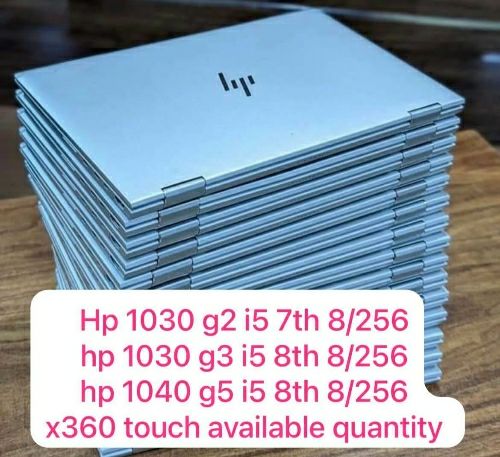 hp
Hp 1030 g2 i5 7th 8/256
hp 1030 g3 i5 8th 8/256
hp 1040 g5 i5 8th 8/256
x360 touch available quantity